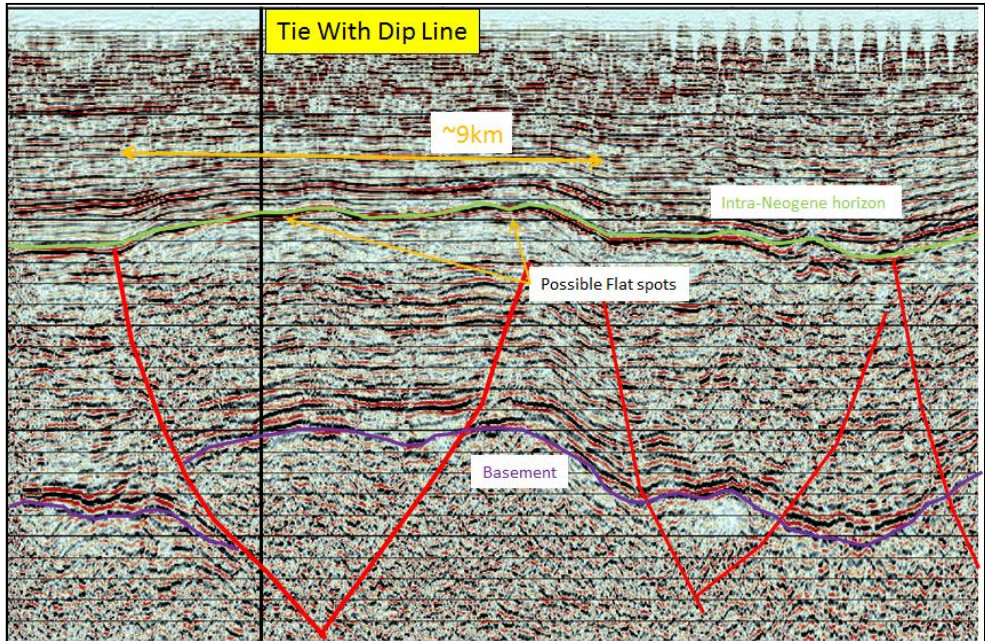 Tie With Dip Line
~9km
Intra-Neogene horizon
Possible Flat spots
Basement